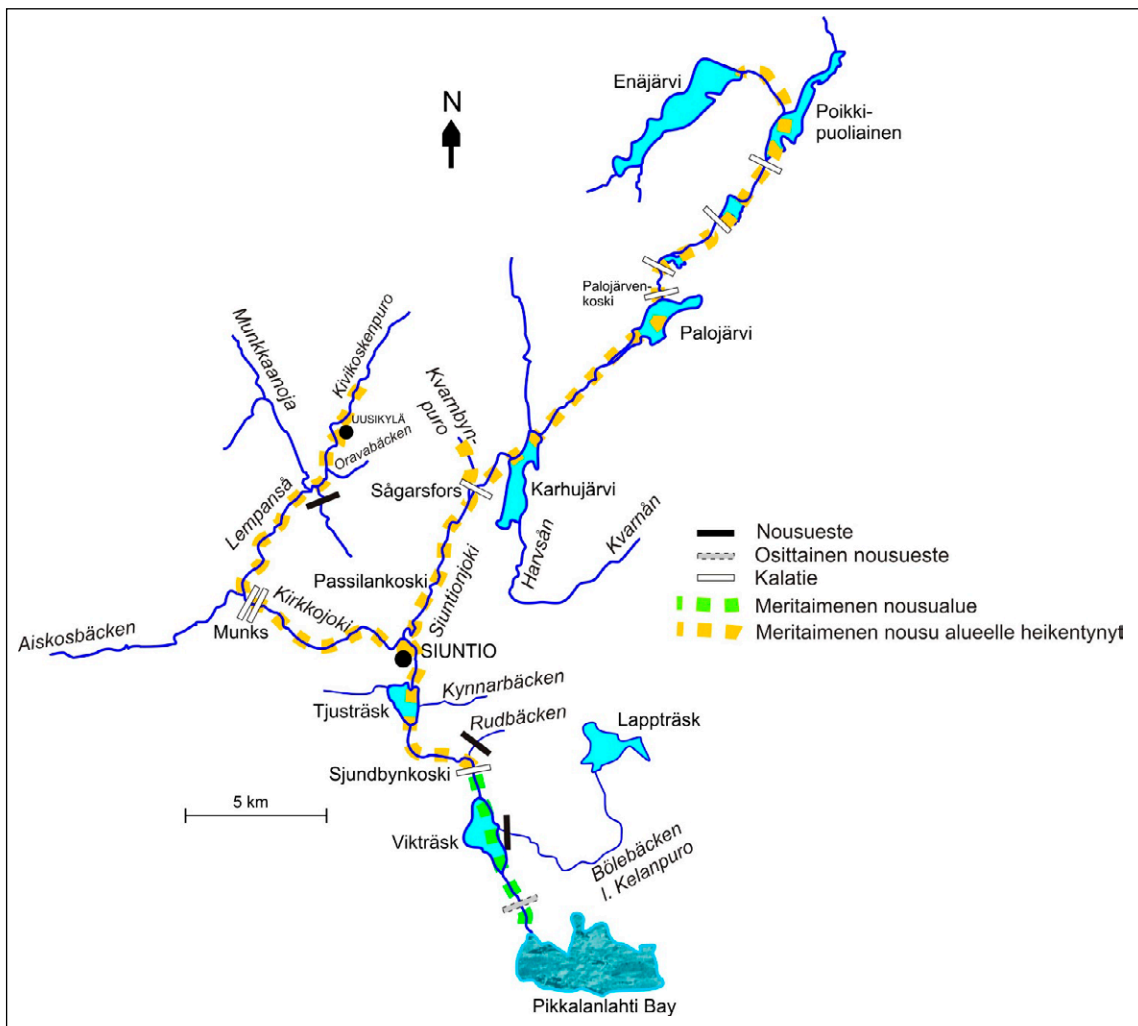 Enäjärvi
N
Poikki-
puoliainen
Palojärven-
koski
Palojärvi
Munkkaanoja
Kivikoskenpuro
Kvarnbyn-
puro
UUSIKYLÄ
Oravabäcken
Sågarsfors
Karhujärvi
Lempanså
Harvsån
Kvarnån
Passilankoski
Siuntionjoki
Kirkkojoki
Munks
Aiskosbäcken
SIUNTIO
Nousueste
Osittainen nousueste
Kalatie
Meritaimenen nousualue
Meritaimenen nousu alueelle heikentynyt
Kynnarbäcken
Tjusträsk
Rudbäcken
Lappträsk
Sjundbynkoski
5 km
Vikträsk
Bölebäcken
l. Kelanpuro
Pikkalanlahti Bay